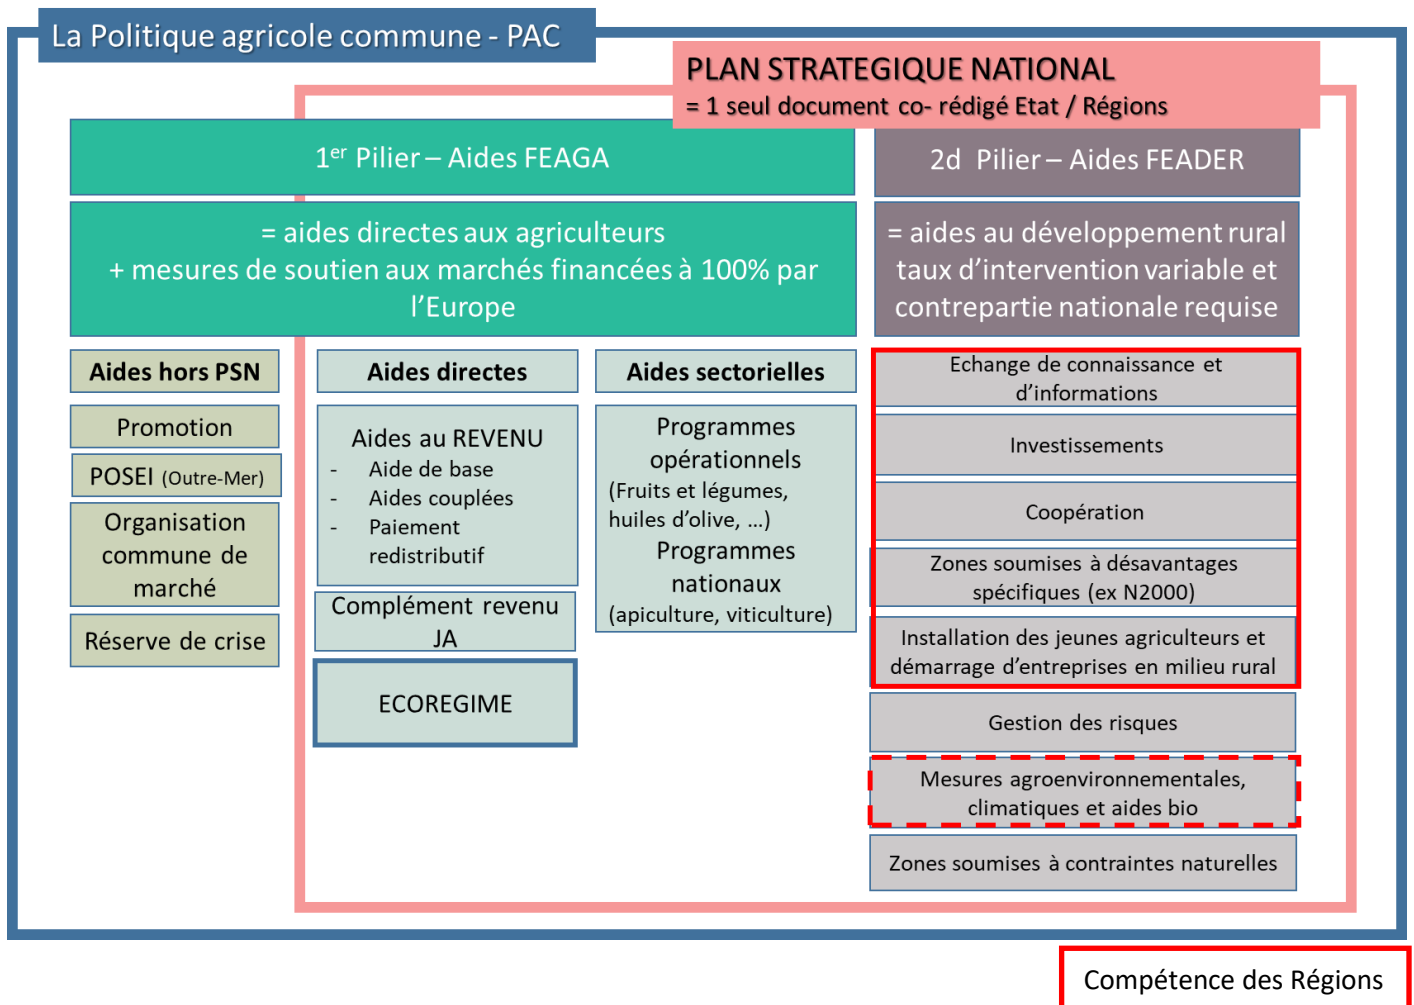 La Politique agricole commune - PAC
PLAN STRATEGIQUE NATIONAL
= 1 seul document co- rédigé Etat / Régions
1er Pilier – Aides FEAGA
2d Pilier – Aides FEADER
= aides directes aux agriculteurs
+ mesures de soutien aux marchés financées à 100% par
l’Europe
= aides au développement rural
taux d’intervention variable et
contrepartie nationale requise
Aides hors PSN
Promotion
POSEI (Outre-Mer)
Organisation
commune de
marché
Réserve de crise
Aides directes
Aides au REVENU
- Aide de base
- Aides couplées
- Paiement
redistributif
Complément revenu
JA
ECOREGIME
Aides sectorielles
Programmes
opérationnels
(Fruits et légumes,
huiles d’olive, …)
Programmes
nationaux
(apiculture, viticulture)
Echange de connaissance et
d’informations
Investissements
Coopération
Zones soumises à désavantages
spécifiques (ex N2000)
Installation des jeunes agriculteurs et
démarrage d’entreprises en milieu rural
Gestion des risques
Mesures agroenvironnementales,
climatiques et aides bio
Zones soumises à contraintes naturelles
Compétence des Régions